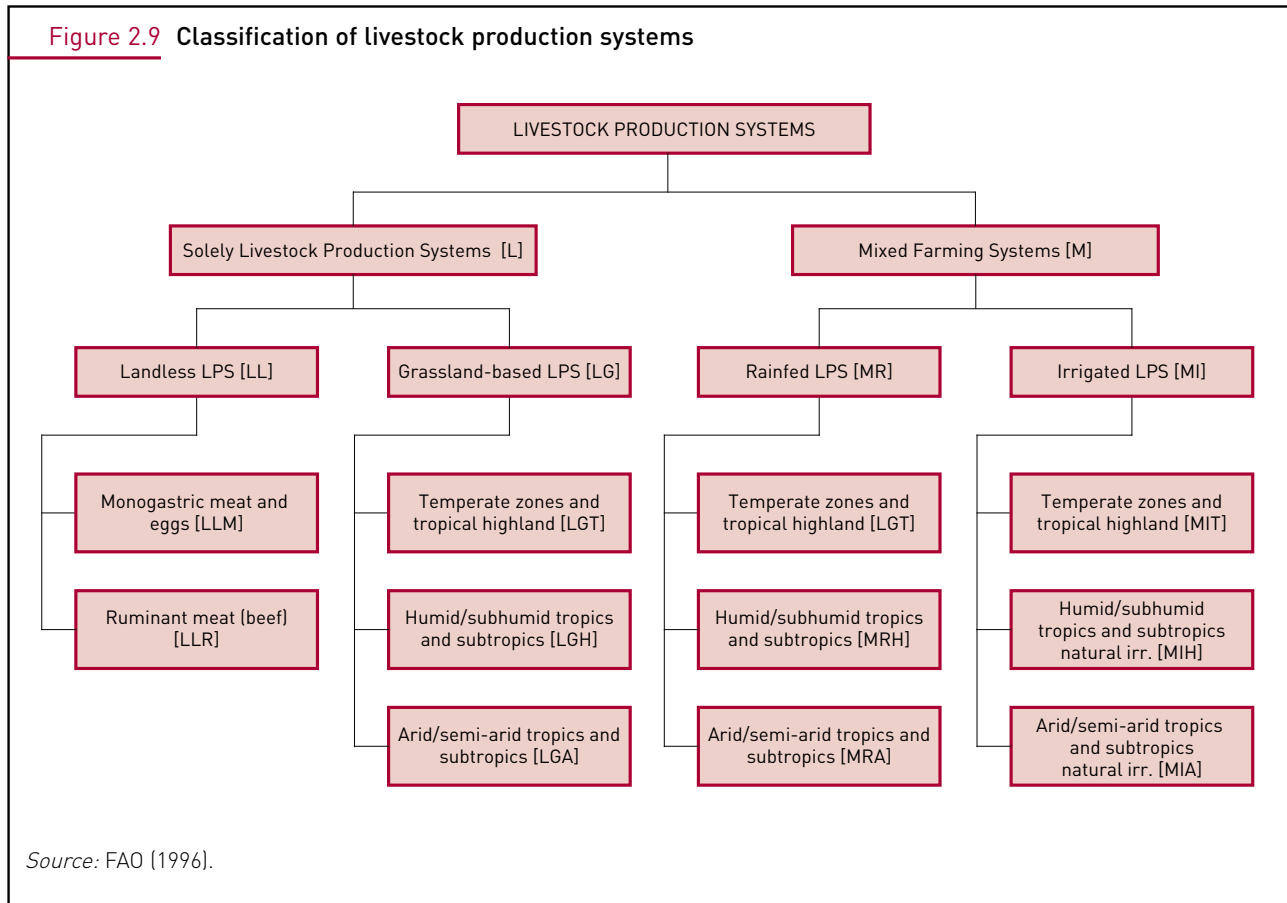 Figure 2.9 Classification of livestock production systems
LIVESTOCK PRODUCTION SYSTEMS
Solely Livestock Production Systems [L]
Mixed Farming Systems [M]
Landless LPS [LL]
Grassland-based LPS [LG]
Rainfed LPS [MR]
Irrigated LPS [MI]
Monogastric meat and
eggs [LLM]
Temperate zones and
tropical highland [LGT]
Temperate zones and
tropical highland [LGT]
Temperate zones and
tropical highland [MIT]
Ruminant meat (beef)
[LLR]
Humid/subhumid tropics
and subtropics [LGH]
Humid/subhumid tropics
and subtropics [MRH]
Humid/subhumid
tropics and subtropics
natural irr. [MIH]
Arid/semi-arid tropics and
subtropics [LGA]
Arid/semi-arid tropics and
subtropics [MRA]
Arid/semi-arid tropics
and subtropics
natural irr. [MIA]
Source: FAO (1996).